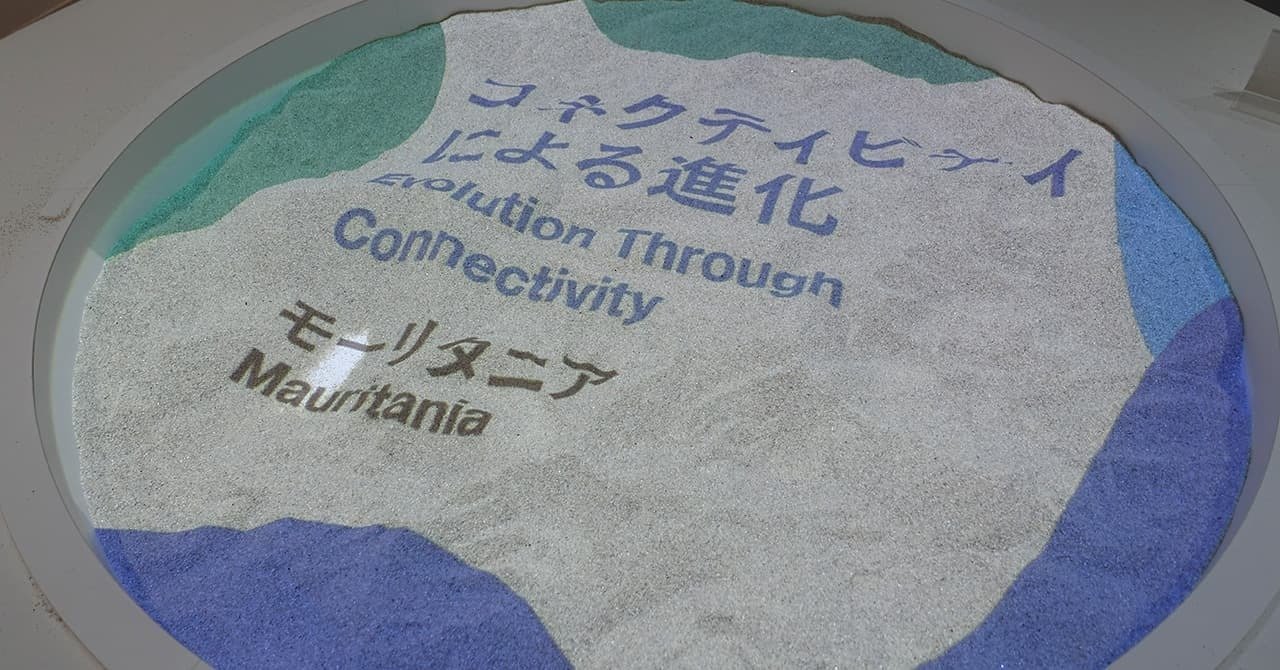 コネクティビティ
による進化
Evolution Through
Connectivity
モーリタニア
Mauritania